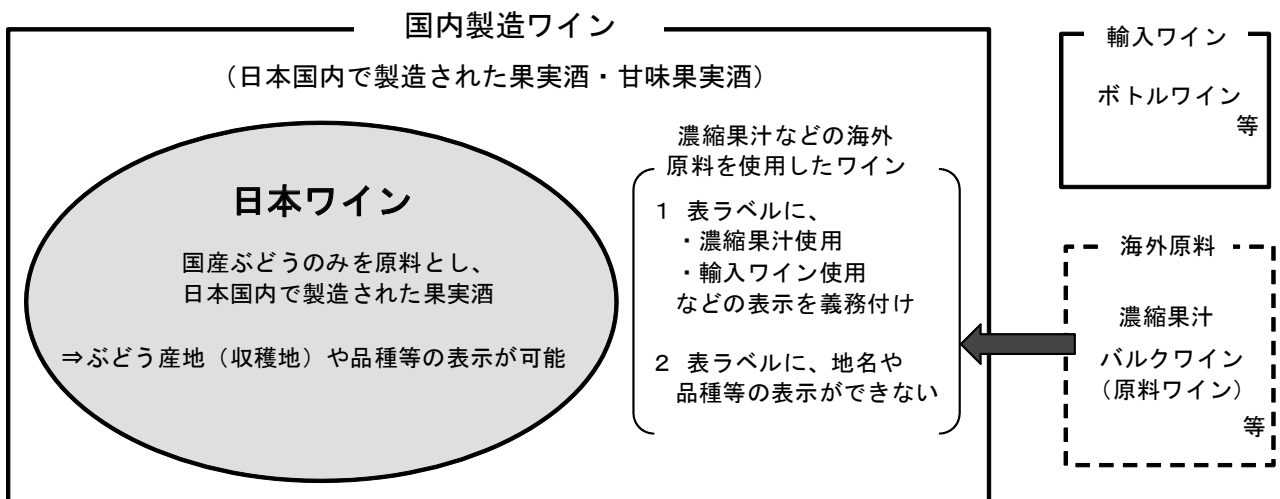 国内製造ワイン
（日本国内で製造された果実酒・甘味果実酒）
日本ワイン
国産ぶどうのみを原料とし、
日本国内で製造された果実酒
⇒ぶどう産地（収穫地）や品種等の表示が可能
濃縮果汁などの海外
原料を使用したワイン
１ 表ラベルに、
・濃縮果汁使用
・輸入ワイン使用
などの表示を義務付け
２ 表ラベルに、地名や
品種等の表示ができない
輸入ワイン
ボトルワイン
等
海外原料
濃縮果汁
バルクワイン
（原料ワイン）
等